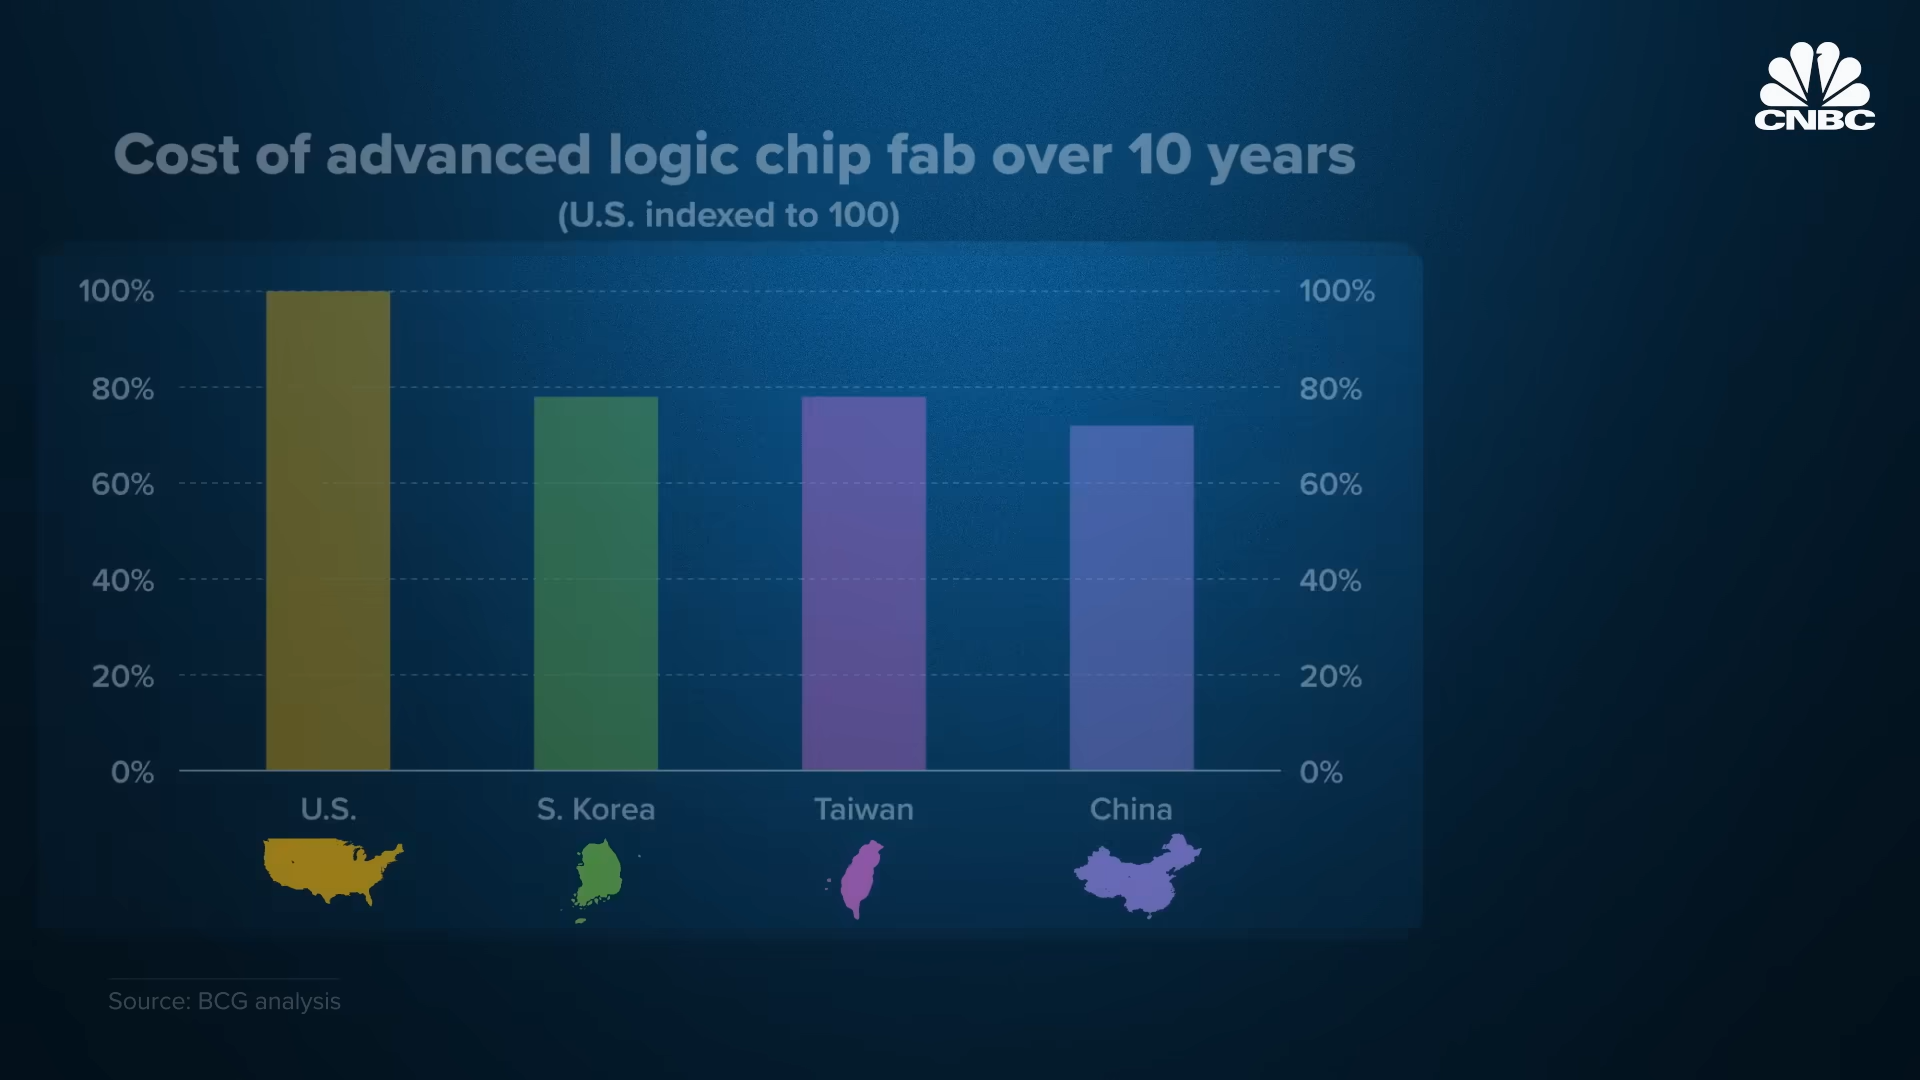 CNBC
Cost of advanced logic chip fab over 10 years
(U.S. indexed to 100)
100% 100%
80% 80%
60% 60%
40% 40%
20% 20%
0% 0%
U.S. S. Korea Taiwan China
Source: BCG analysis